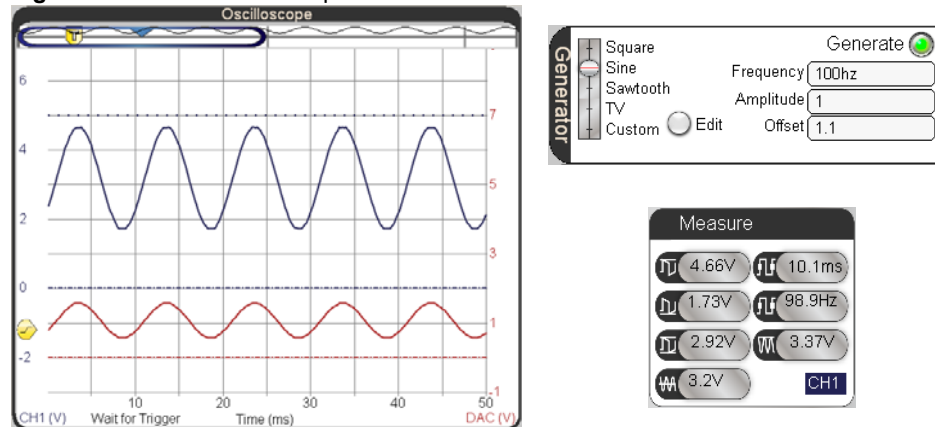 Oscilloscope
6
4
2
0
-2
7
5
3
1
-1
10
20
30
40
50
CH1 (V)
Wait for Trigger
Time (ms)
DAC (V)
Generator
Square
Sine
Sawtooth
TV
Custom
Edit
Generate
Frequency 100hz
Amplitude 1
Offset 1.1
Measure
4.66V 10.1ms
1.73V 98.9Hz
2.92V 3.37V
3.2V CH1